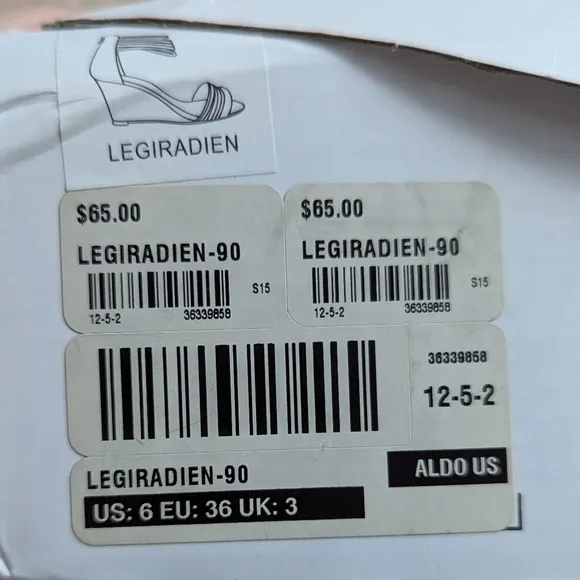 LEGIRADIEN
$65.00
LEGIRADIEN-90
S15
12-5-2 36339858
$65.00
LEGIRADIEN-90
S15
12-5-2 36339858
36339858
12-5-2
ALDO US
LEGIRADIEN-90
US: 6 EU: 36 UK: 3